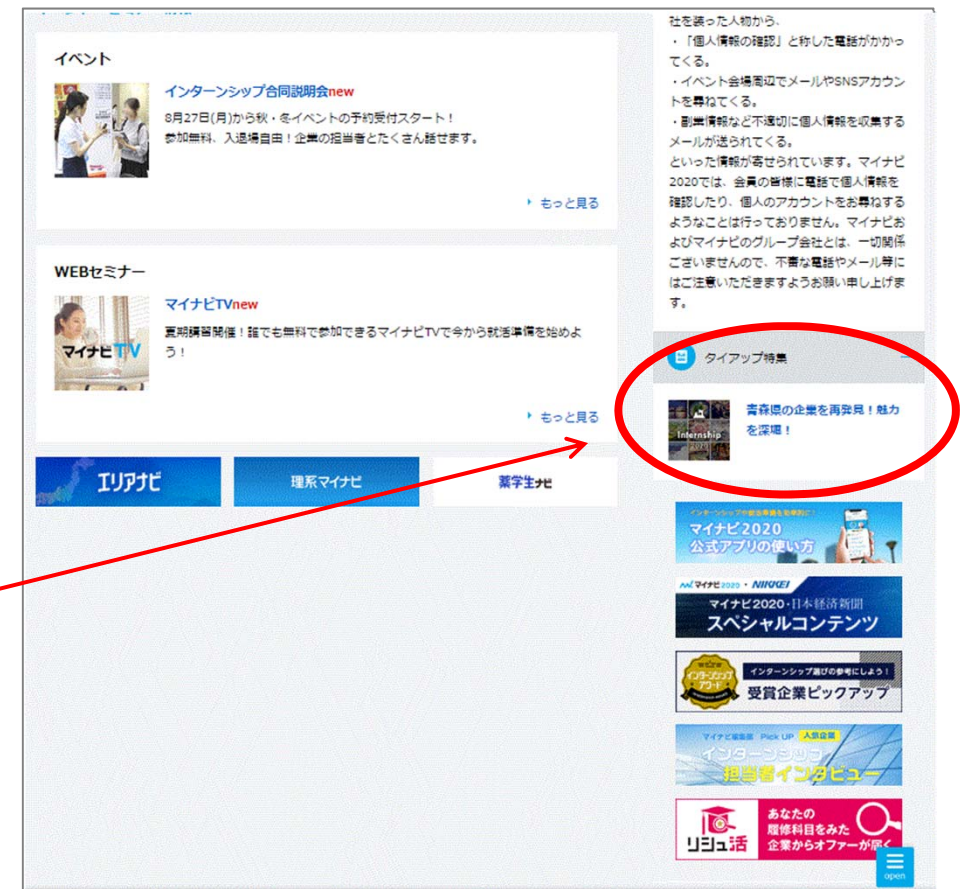 イベント
インターンシップ合同説明会new
8月27日(月)から秋・冬イベントの予約受付スタート！
参加無料、入退場自由！企業の担当者とたくさん話せます。
もっと見る
WEBセミナー
マイナビTV
マイナビTVnew
夏期講習開催！誰でも無料で参加できるマイナビTVで今から就活準備を始めよ
う！
もっと見る
エリアナビ
理系マイナビ
薬学生ナビ
社を装った人物から、
・「個人情報の確認」と称した電話がかかっ
てくる。
・イベント会場周辺でメールやSNSアカウン
トを尋ねてくる。
・副業情報など不適切に個人情報を収集する
メールが送られてくる。
といった情報が寄せられています。マイナビ
2020では、会員の皆様に電話で個人情報を
確認したり、個人のアカウントをお尋ねする
ようなことは行っておりません。マイナビお
よびマイナビのグループ会社とは、一切関係
ございませんので、不審な電話やメール等に
はご注意いただきますようお願い申し上げま
す。
タイアップ特集
Internship
2020
青森県の企業を再発見！魅力
を深堀！
マイナビ2020
公式アプリの使い方
マイナビ2020・NIKKEI
マイナビ2020・日本経済新聞
スペシャルコンテンツ
インターンシップ
アワード
インターンシップ選びの参考にしよう！
受賞企業ピックアップ
マイナビ編集部 Pick UP 人気企業
インターンシップ
担当者インタビュー
リシュ活
あなたの
履修科目をみた
企業からオファーが届く
open